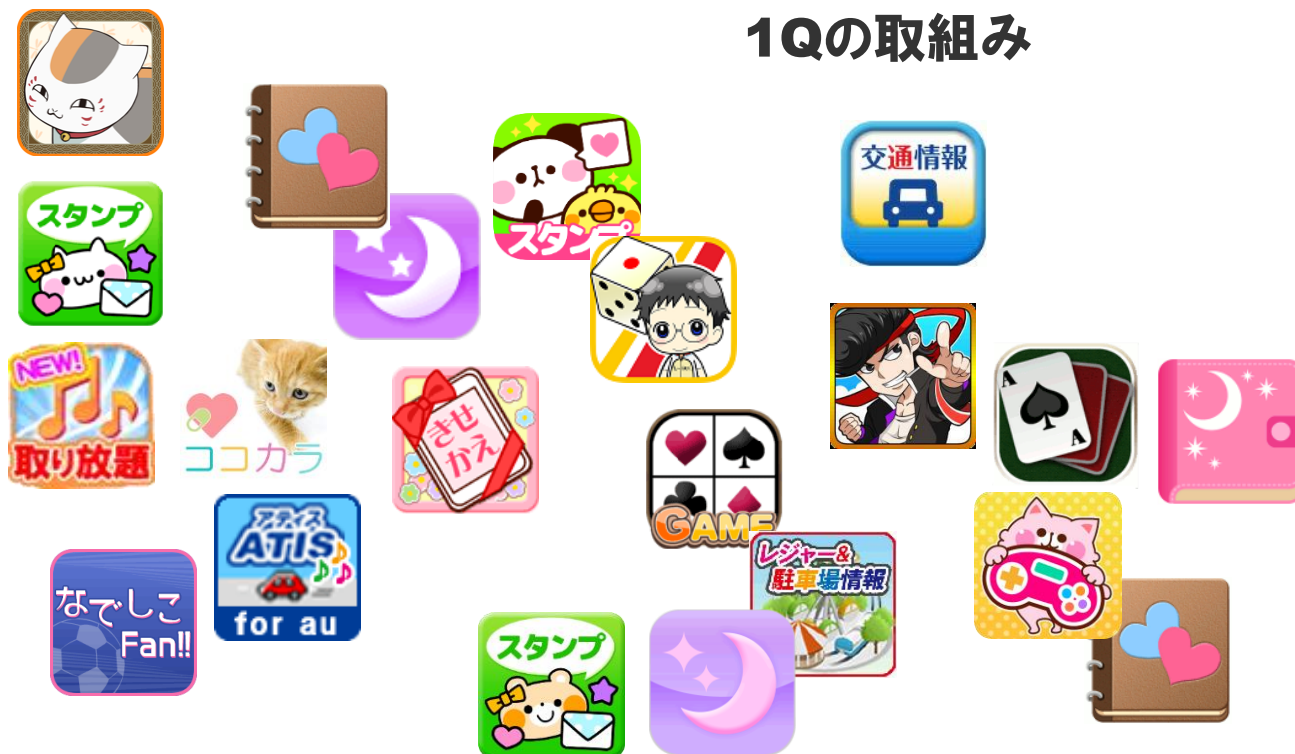 1Qの取組み
スタンプ
スタンプ
交通情報
NEW!
取り放題
ココカラ
きせ
かえ
A
A
GAME
アティス
ATIS
for au
レジャー&
駐車場情報
なでしこ
Fan!!
スタンプ